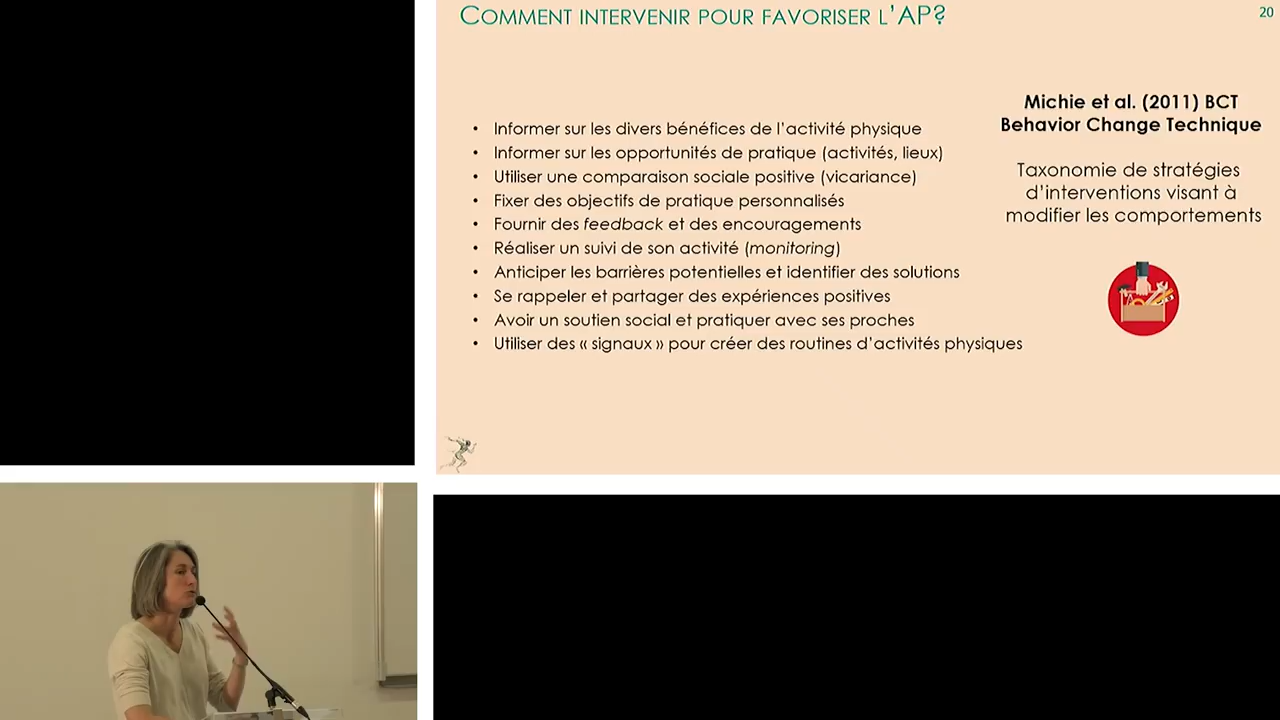 COMMENT INTERVENIR POUR FAVORISER L'AP?
20
• Informer sur les divers bénéfices de l'activité physique
• Informer sur les opportunités de pratique (activités, lieux)
• Utiliser une comparaison sociale positive (vicariance)
• Fixer des objectifs de pratique personnalisés
• Fournir des feedback et des encouragements
• Réaliser un suivi de son activité (monitoring)
• Anticiper les barrières potentielles et identifier des solutions
• Se rappeler et partager des expériences positives
• Avoir un soutien social et pratiquer avec ses proches
• Utiliser des « signaux » pour créer des routines d'activités physiques
Michie et al. (2011) BCT
Behavior Change Technique
Taxonomie de stratégies
d'interventions visant à
modifier les comportements